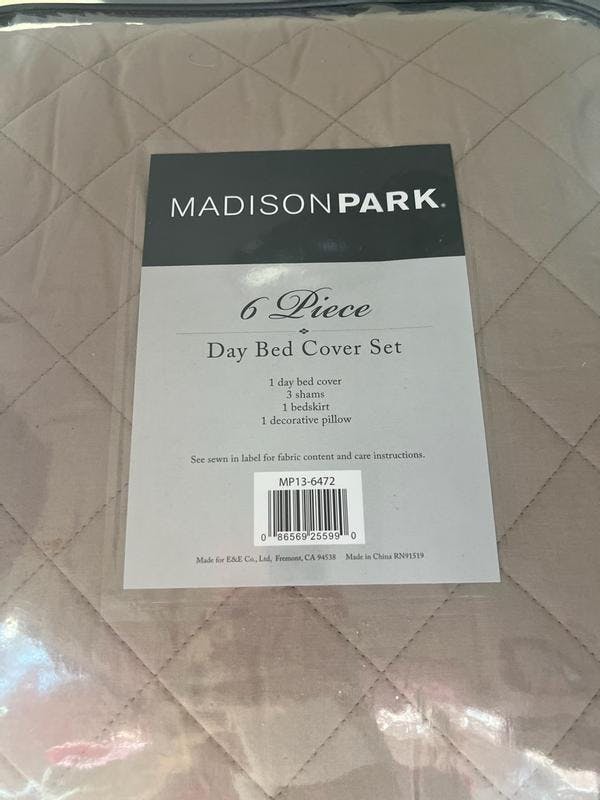 MADISONPARK®
6 Piece
Day Bed Cover Set
1 day bed cover
3 shams
1 bedskirt
1 decorative pillow
See sewn in label for fabric content and care instructions.
MP13-6472
0 86569 25599 0
Made for E&E Co., Ltd, Fremont, CA 94538 Made in China RN91519